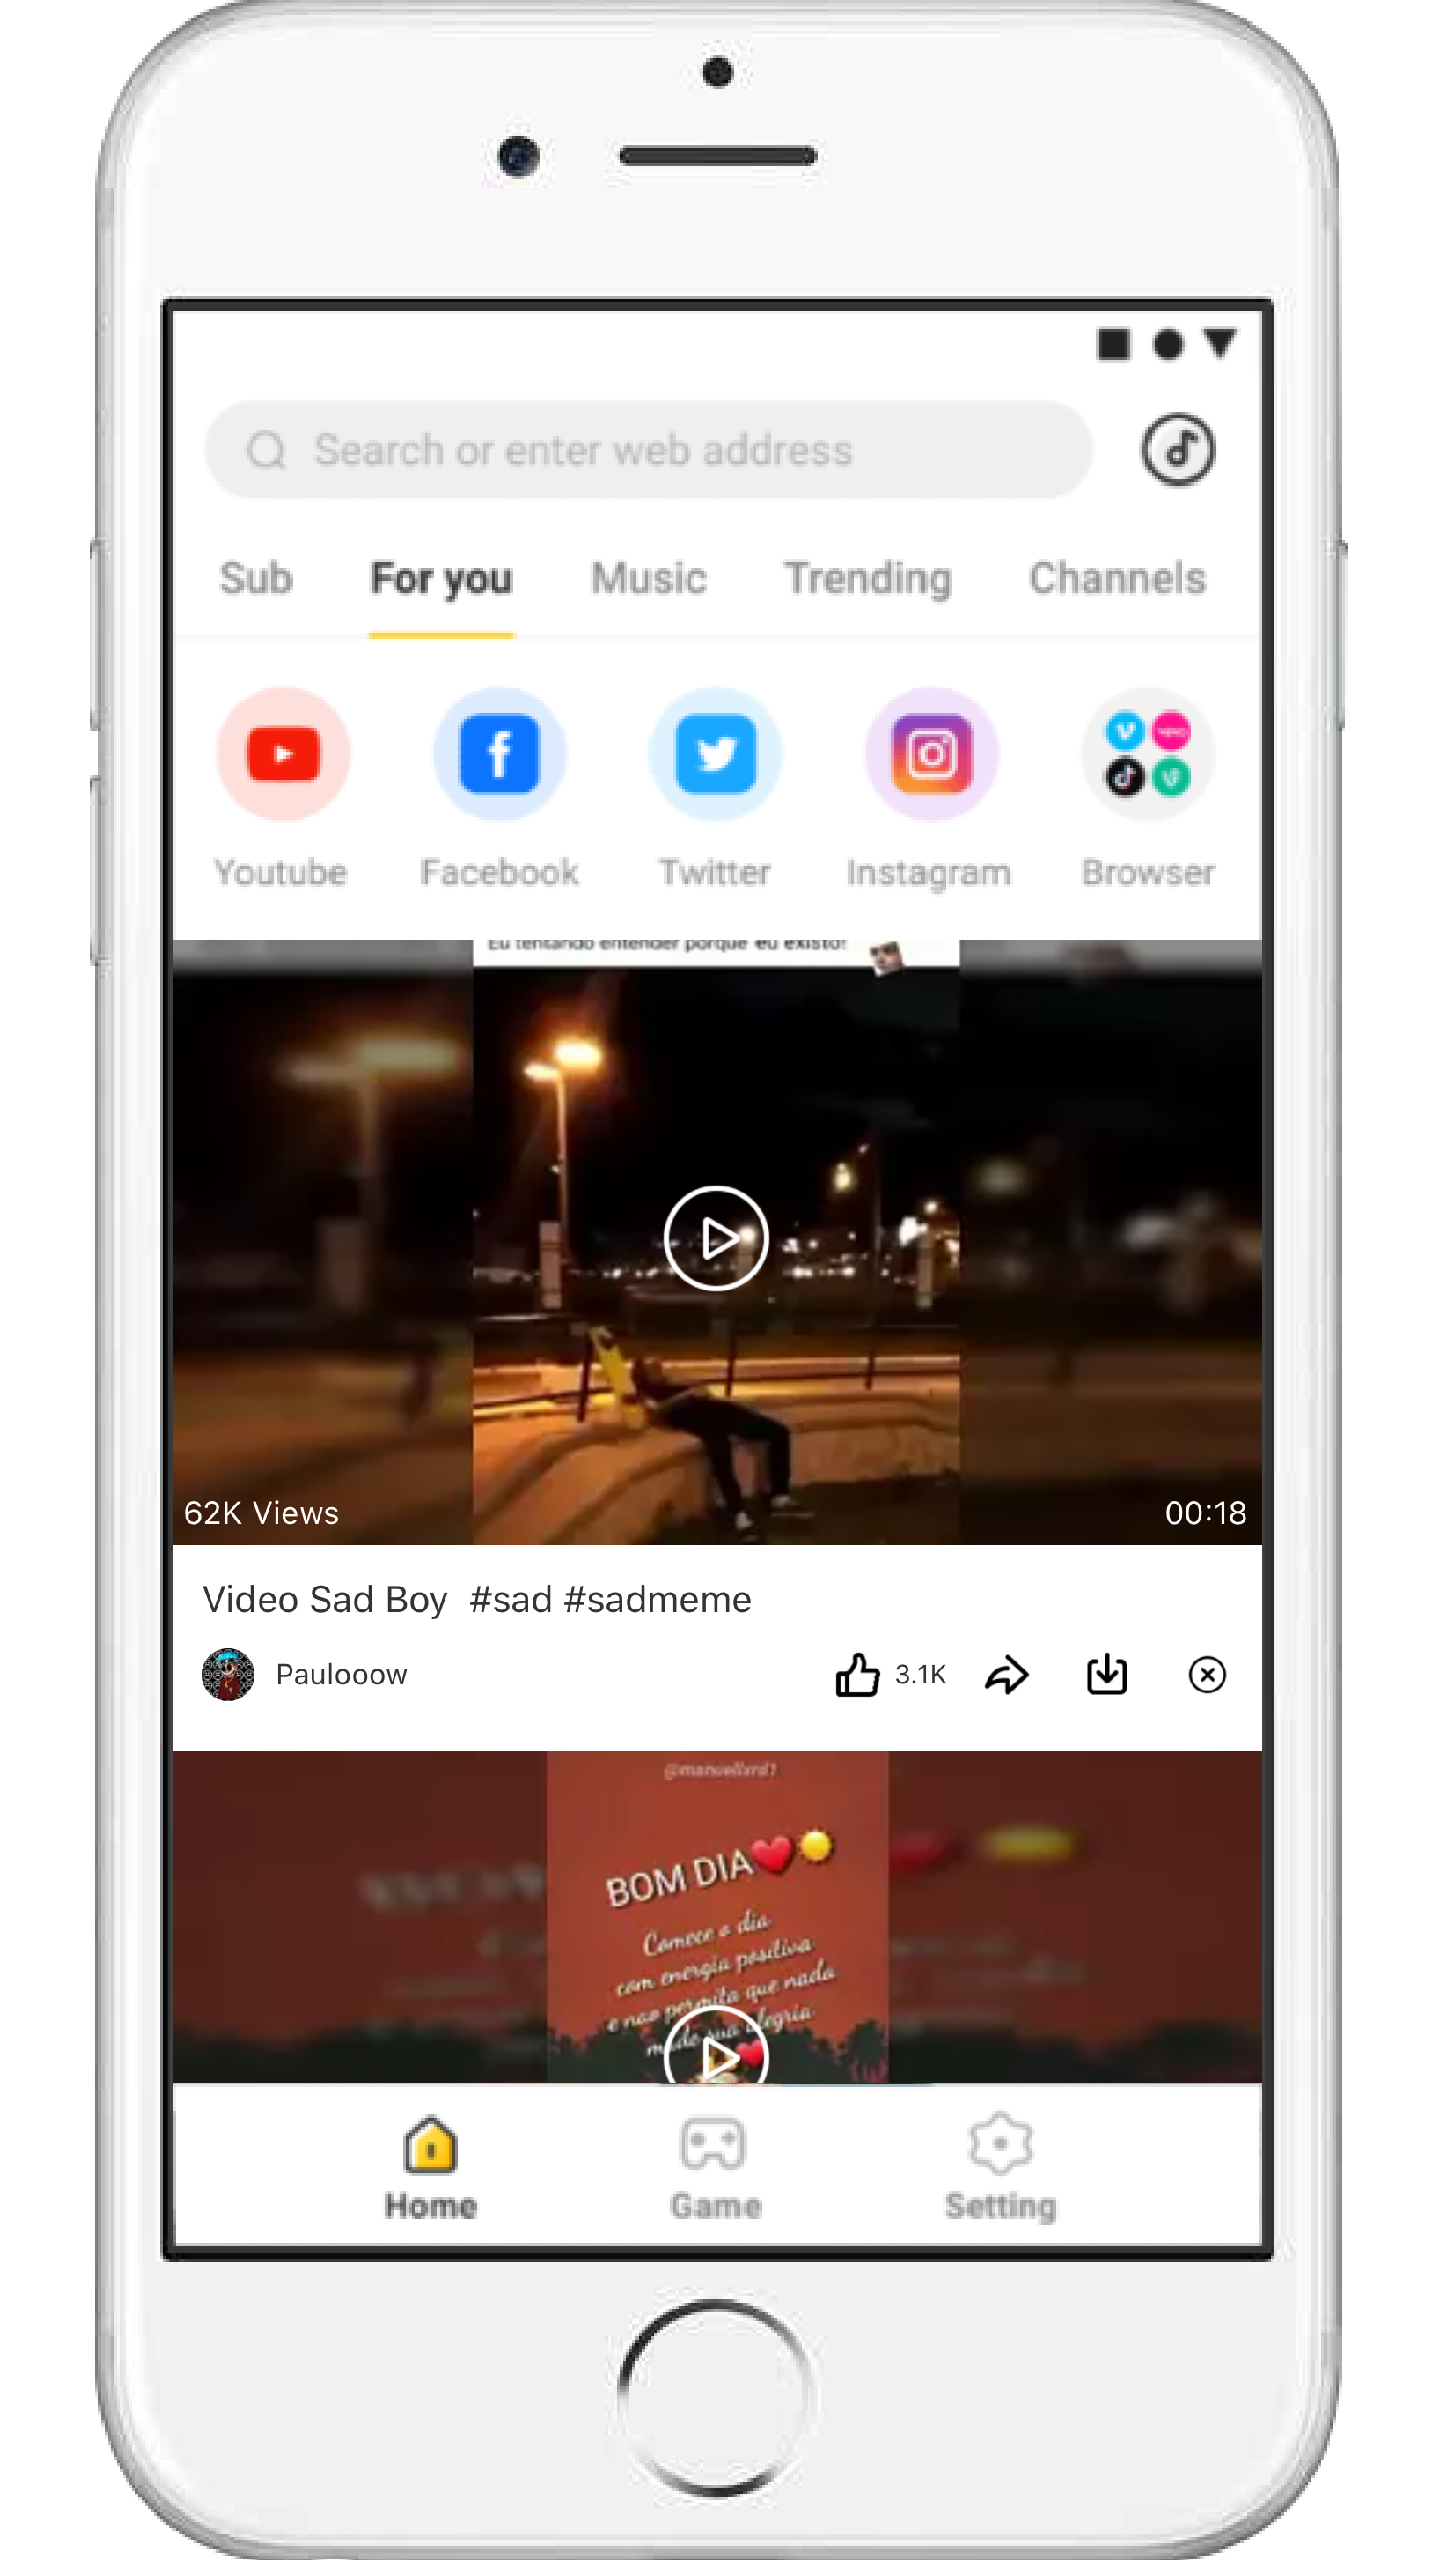 Search or enter web address
Sub For you Music Trending Channels
Youtube Facebook Twitter Instagram Browser
Eu tentando entender porque eu existo!
62K Views 00:18
Video Sad Boy #sad #sadmeme
Paulooow 3.1K
BOM DIA❤️☀️
Comece o dia
com energia positiva
e nao permita que nada
mude sua alegria
Home Game Setting